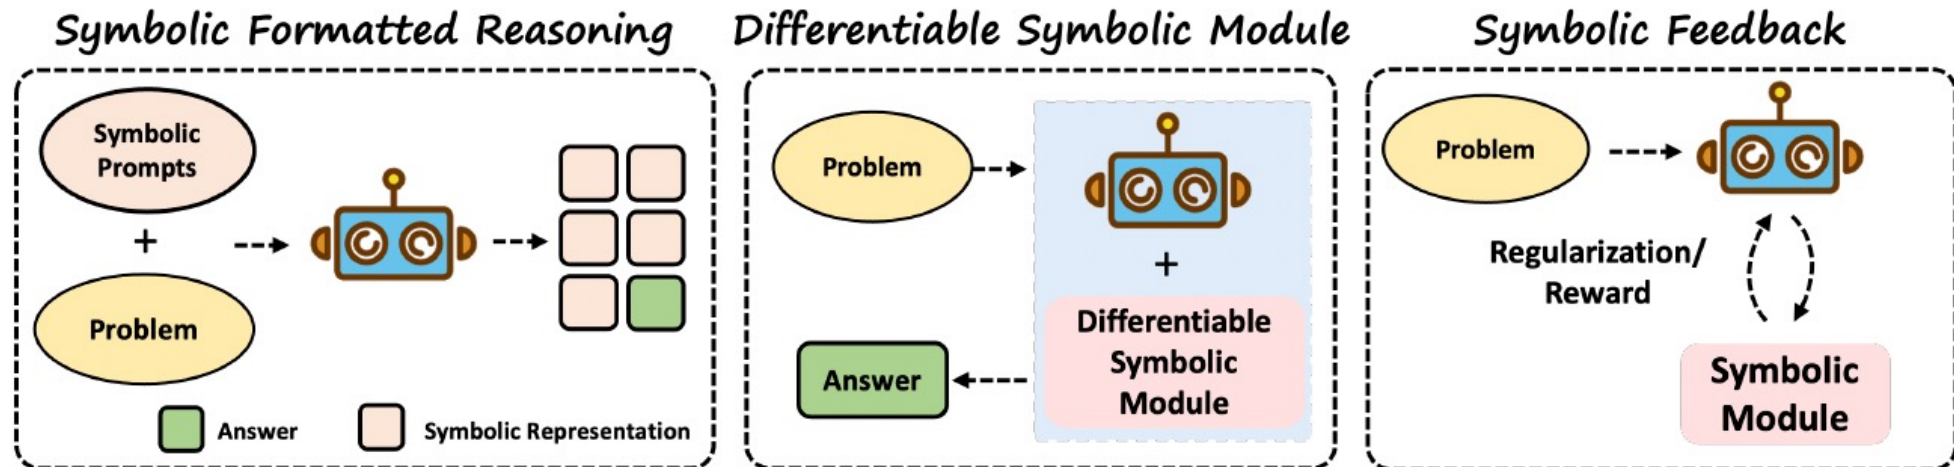 Symbolic Formatted Reasoning
Symbolic
Prompts
+
Problem
Answer
Symbolic Representation
Differentiable Symbolic Module
Problem
+
Differentiable
Symbolic
Module
Answer
Symbolic Feedback
Problem
Regularization/
Reward
Symbolic
Module